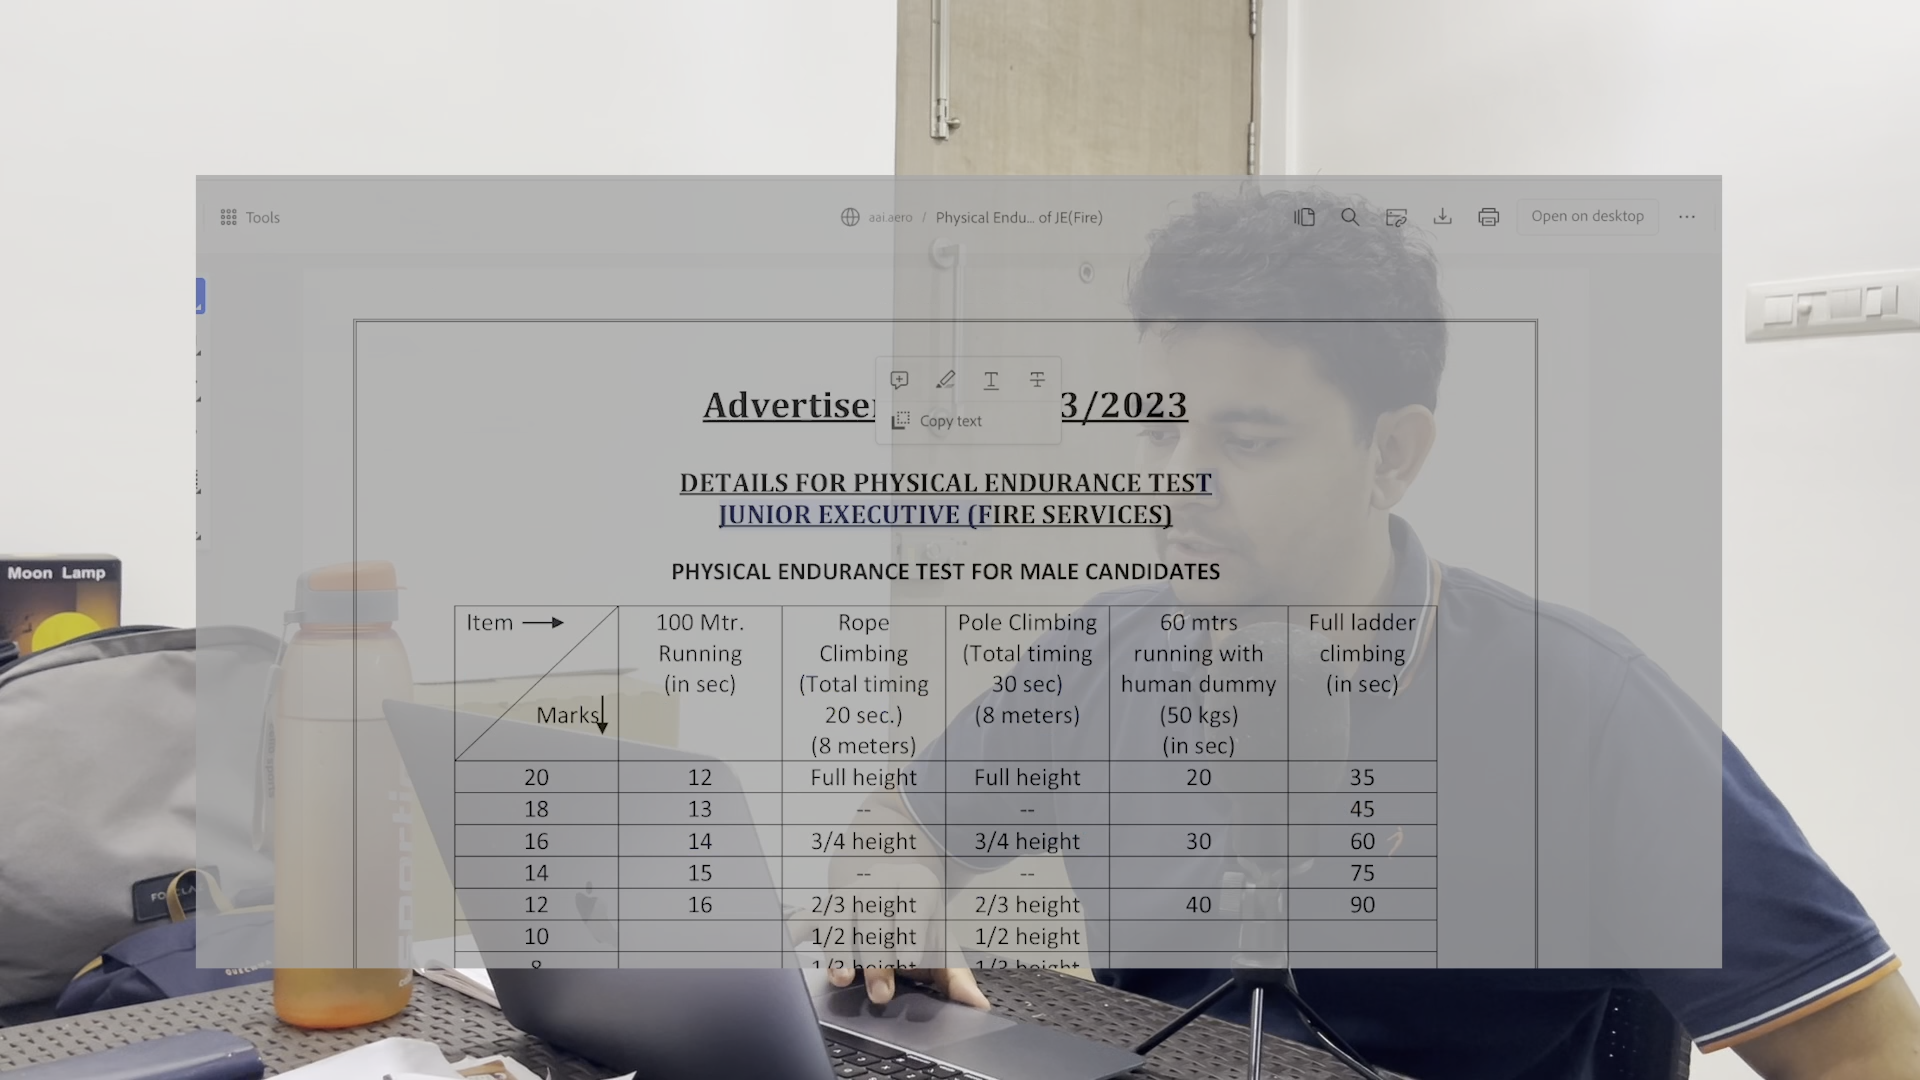 Tools
aai.aero / Physical Endu... of JE(Fire)
Open on desktop
Copy text
3/2023
DETAILS FOR PHYSICAL ENDURANCE TEST
JUNIOR EXECUTIVE (FIRE SERVICES)
PHYSICAL ENDURANCE TEST FOR MALE CANDIDATES
Item 100 Mtr. Rope Pole Climbing 60 mtrs Full ladder
Running Climbing (Total timing running with climbing
(in sec) (Total timing 30 sec) human dummy (in sec)
Marks 20 sec.) (8 meters) (50 kgs)
(8 meters) (in sec)
20 12 Full height Full height 20 35
18 13 -- -- 45
16 14 3/4 height 3/4 height 30 60
14 15 -- -- 75
12 16 2/3 height 2/3 height 40 90
10 1/2 height 1/2 height
Moon Lamp